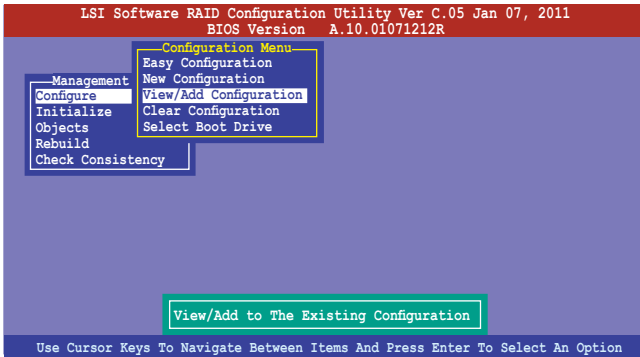 LSI Software RAID Configuration Utility Ver C.05 Jan 07, 2011
BIOS Version A.10.01071212R
Configuration Menu
Easy Configuration
New Configuration
View/Add Configuration
Clear Configuration
Select Boot Drive
Management
Configure
Initialize
Objects
Rebuild
Check Consistency
View/Add to The Existing Configuration
Use Cursor Keys To Navigate Between Items And Press Enter To Select An Option